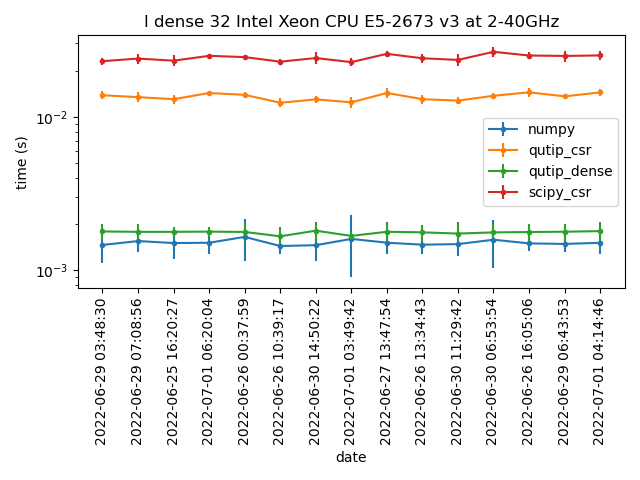 l dense 32 Intel Xeon CPU E5-2673 v3 at 2-40GHz
time (s)
10⁻²
10⁻³
numpy
qutip_csr
qutip_dense
scipy_csr
2022-06-29 03:48:30
2022-06-29 07:08:56
2022-06-25 16:20:27
2022-07-01 06:20:04
2022-06-26 00:37:59
2022-06-26 10:39:17
2022-06-30 14:50:22
2022-07-01 03:49:42
2022-06-27 13:47:54
2022-06-26 13:34:43
2022-06-30 11:29:42
2022-06-30 06:53:54
2022-06-26 16:05:06
2022-06-29 06:43:53
2022-07-01 04:14:46
date